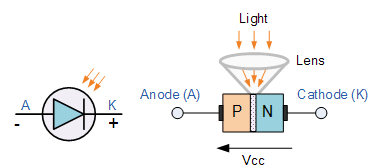 Light
Lens
A K
- +
Anode (A) P N Cathode (K)
Vcc